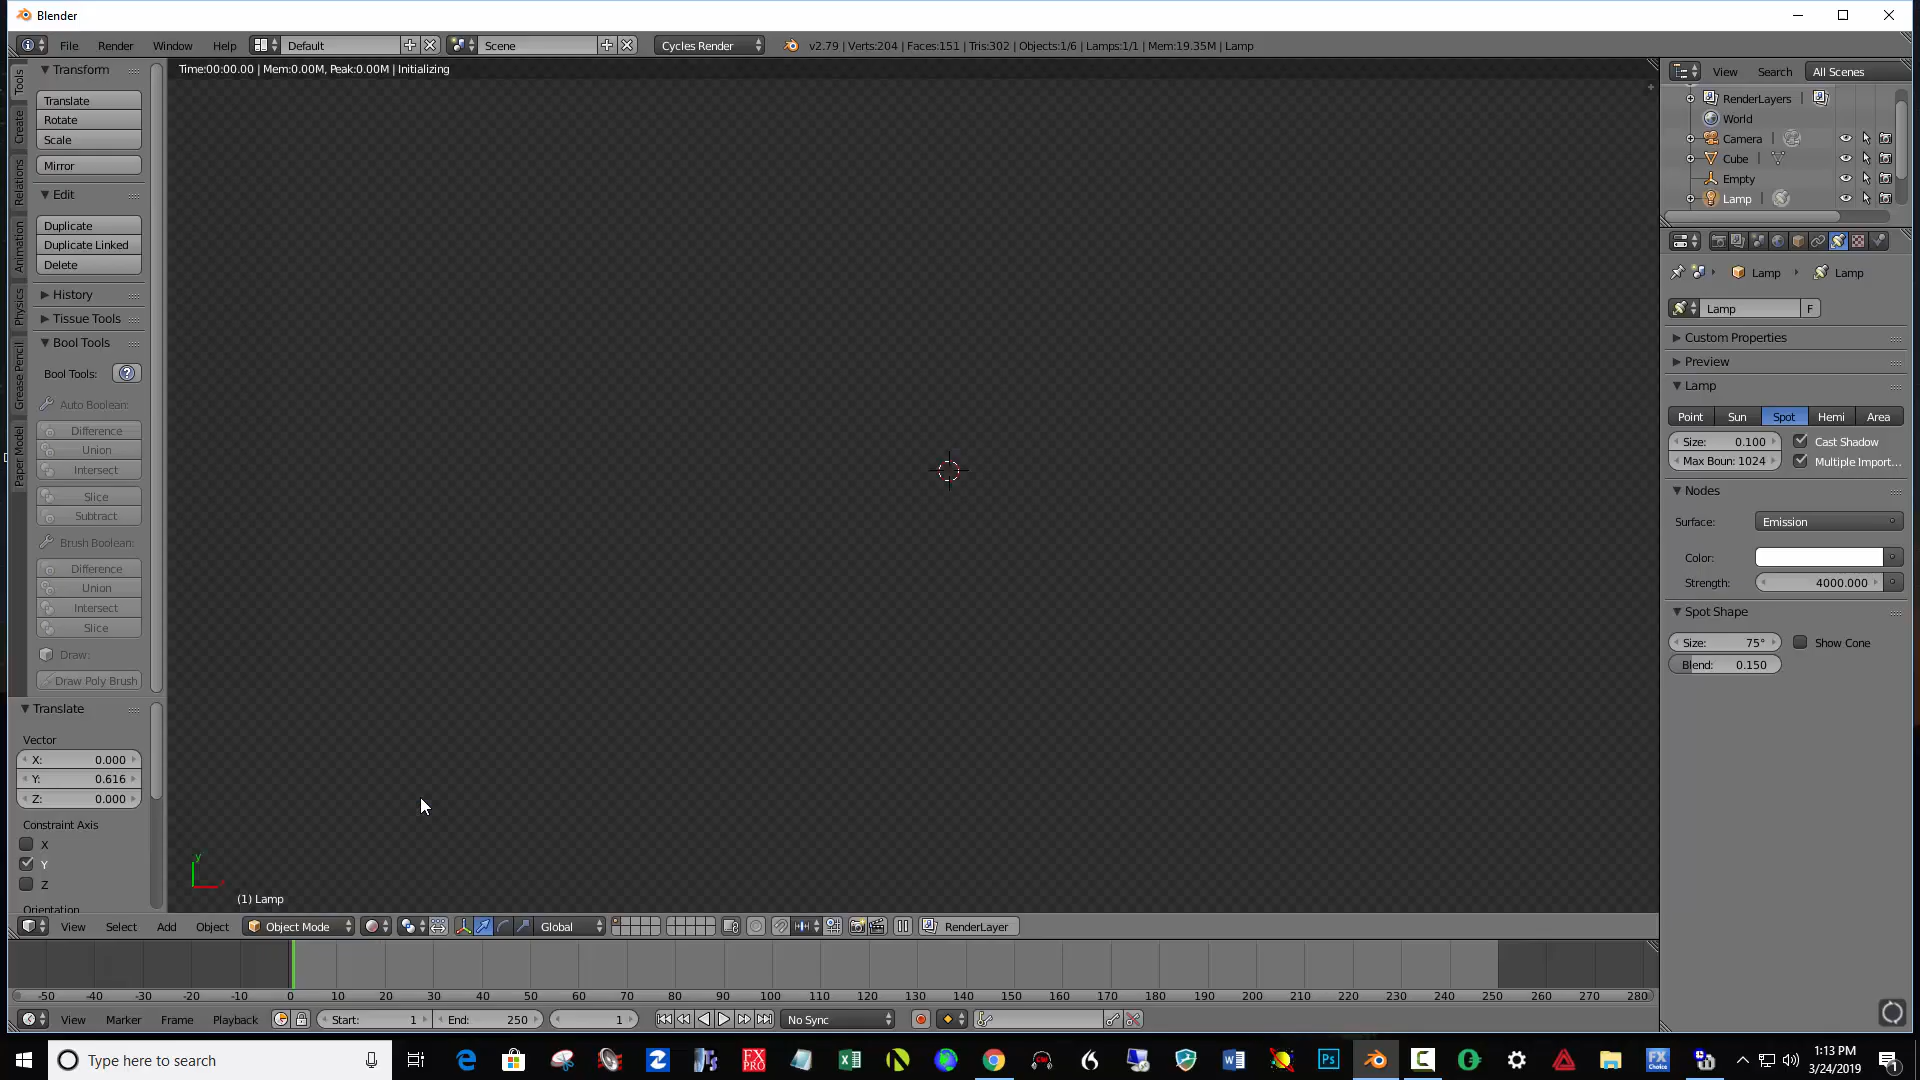 Blender
File Render Window Help Default Scene Cycles Render v2.79 | Verts:204 | Faces:151 | Tris:302 | Objects:1/6 | Lamps:1/1 | Mem:19.35M | Lamp
Time:00:00.00 | Mem:0.00M, Peak:0.00M | Initializing
Tools
Create
Relations
Animation
Physics
Grease Pencil
Paper Model
Transform
Translate
Rotate
Scale
Mirror
Edit
Duplicate
Duplicate Linked
Delete
History
Tissue Tools
Bool Tools
Bool Tools:
Auto Boolean:
Difference
Union
Intersect
Slice
Subtract
Brush Boolean:
Difference
Union
Intersect
Slice
Draw:
Draw Poly Brush
Translate
Vector
X: 0.000
Y: 0.616
Z: 0.000
Constraint Axis
X
Y
Z
Orientation
y
(1) Lamp
View Search All Scenes
RenderLayers
World
Camera
Cube
Empty
Lamp
Lamp Lamp
Lamp F
Custom Properties
Preview
Lamp
Point Sun Spot Hemi Area
Size: 0.100 Cast Shadow
Max Boun: 1024 Multiple Import...
Nodes
Surface: Emission
Color:
Strength: 4000.000
Spot Shape
Size: 75° Show Cone
Blend: 0.150
View Select Add Object Object Mode Global RenderLayer
-50 -40 -30 -20 -10 0 10 20 30 40 50 60 70 80 90 100 110 120 130 140 150 160 170 180 190 200 210 220 230 240 250 260 270 280
View Marker Frame Playback Start: 1 End: 250 1 No Sync
Type here to search
1:13 PM
3/24/2019